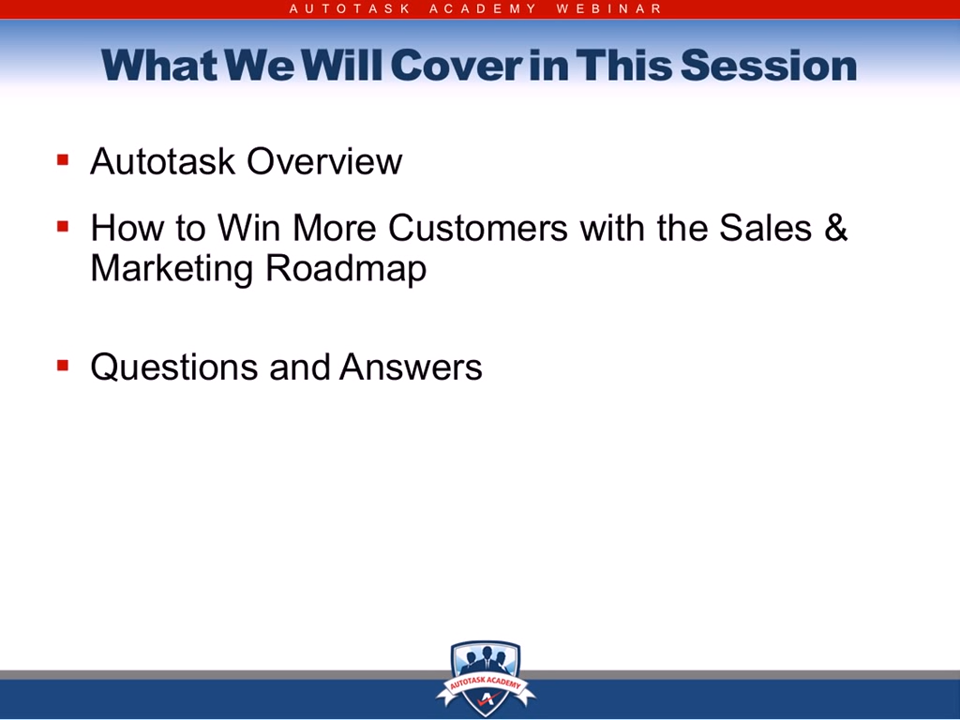 AUTOTASK ACADEMY WEBINAR
What We Will Cover in This Session
Autotask Overview
How to Win More Customers with the Sales &
Marketing Roadmap
Questions and Answers
AUTOTASK ACADEMY